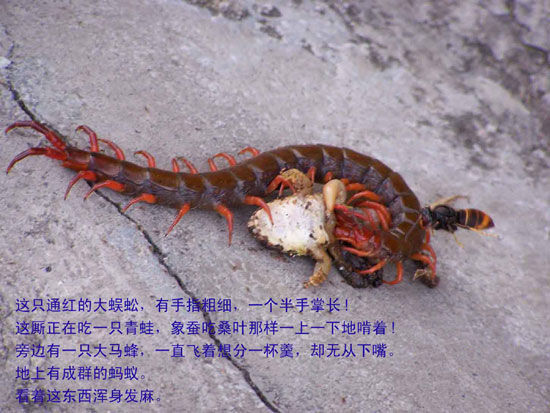 这只通红的大蜈蚣，有手指粗细，一个半手掌长！
这厮正在吃一只青蛙，象蚕吃桑叶那样一上一下地啃着！
旁边有一只大马蜂，一直飞着想分一杯羹，却无从下嘴。
地上有成群的蚂蚁。
看着这东西浑身发麻。